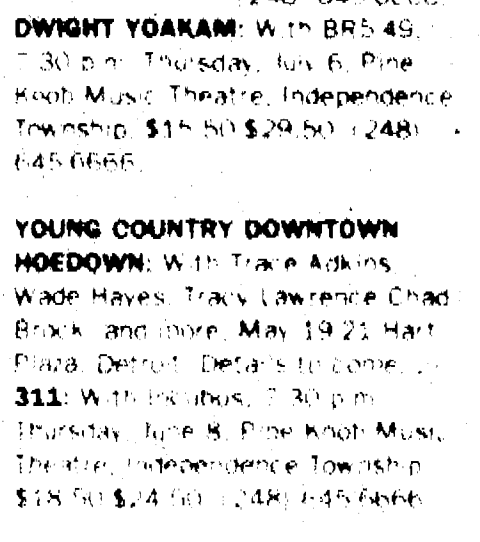 DWIGHT YOAKAM: With BR5-49,
7:30 p.m. Thursday, July 6, Pine
Knob Music Theatre, Independence
Township. $15.50-$29.50. (248)
645-6666.
YOUNG COUNTRY DOWNTOWN
HOEDOWN: With Trace Adkins,
Wade Hayes, Tracy Lawrence, Chad
Brock, and more, May 19-21, Hart
Plaza, Detroit. Details to come.
311: With Incubus, 7:30 p.m.
Thursday, June 8, Pine Knob Music
Theatre, Independence Township.
$18.50-$24.50. (248) 645-6666